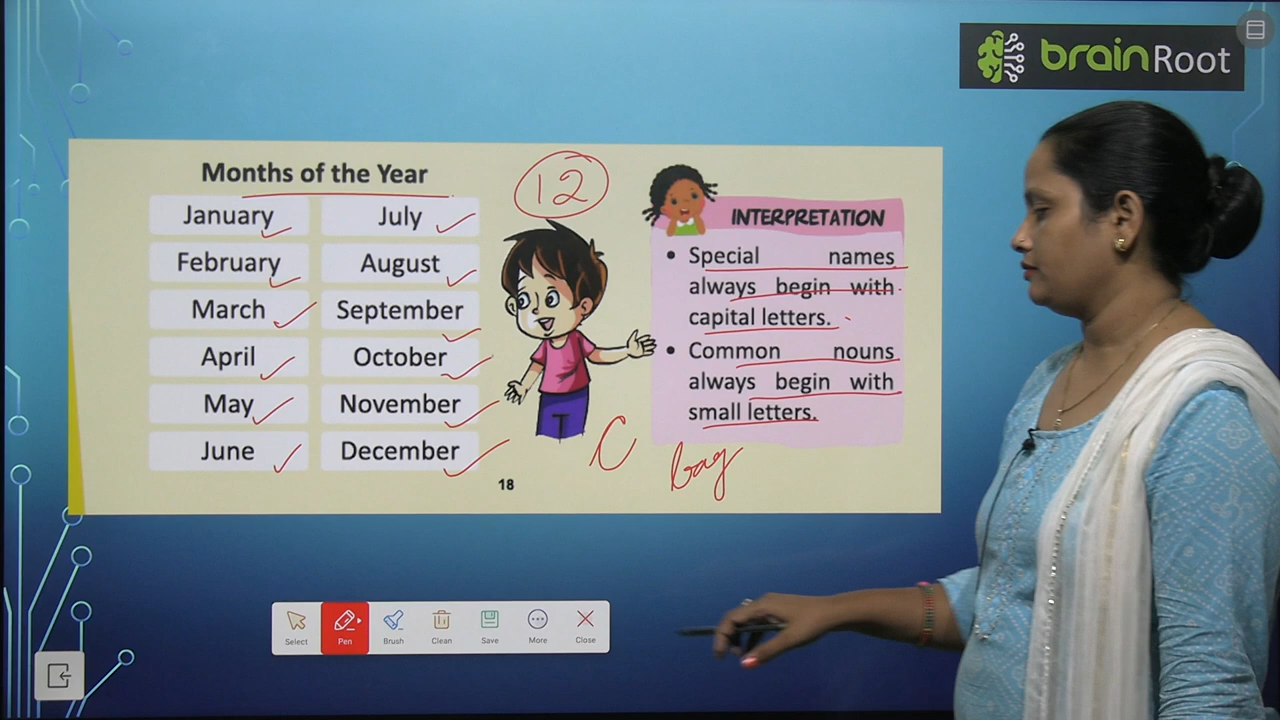 brainRoot
Months of the Year
January
July
February
August
March
September
April
October
May
November
June
December
12
18
INTERPRETATION
• Special names
always begin with
capital letters.
• Common nouns
always begin with
small letters.
C
bag
Select
Pen
Brush
Clean
Save
More
Close